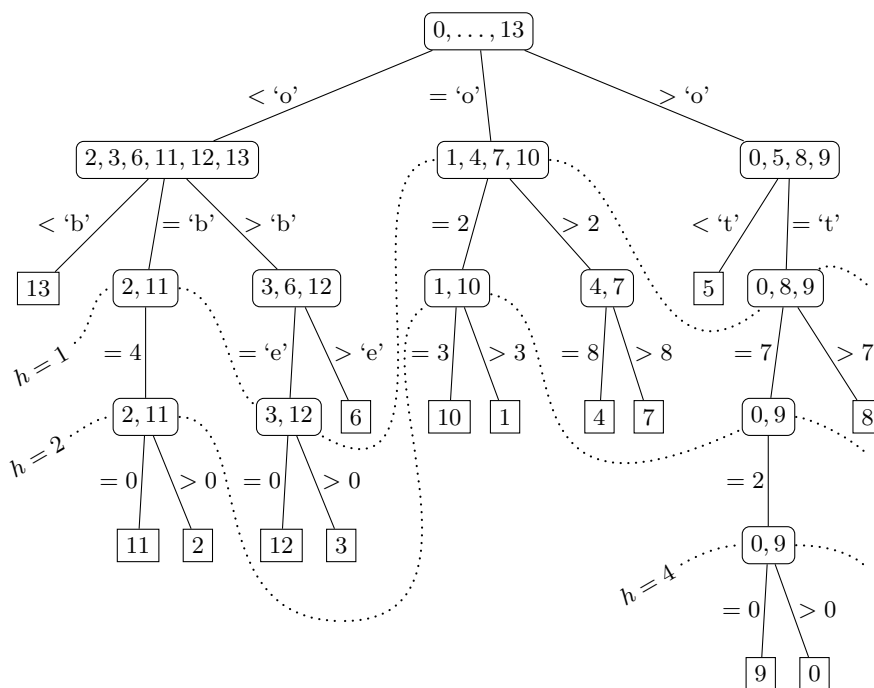 0, . . . , 13
< ‘o’ = ‘o’ > ‘o’
2, 3, 6, 11, 12, 13 1, 4, 7, 10 0, 5, 8, 9
< ‘b’ = ‘b’ > ‘b’ = 2 > 2 < ‘t’ = ‘t’
13 2, 11 3, 6, 12 1, 10 4, 7 5 0, 8, 9
h = 1 = 4 = ‘e’ > ‘e’ = 3 > 3 = 8 > 8 = 7 > 7
2, 11 3, 12 6 10 1 4 7 0, 9 8
h = 2 = 0 > 0 = 0 > 0 = 2
11 2 12 3 0, 9
h = 4 = 0 > 0
9 0